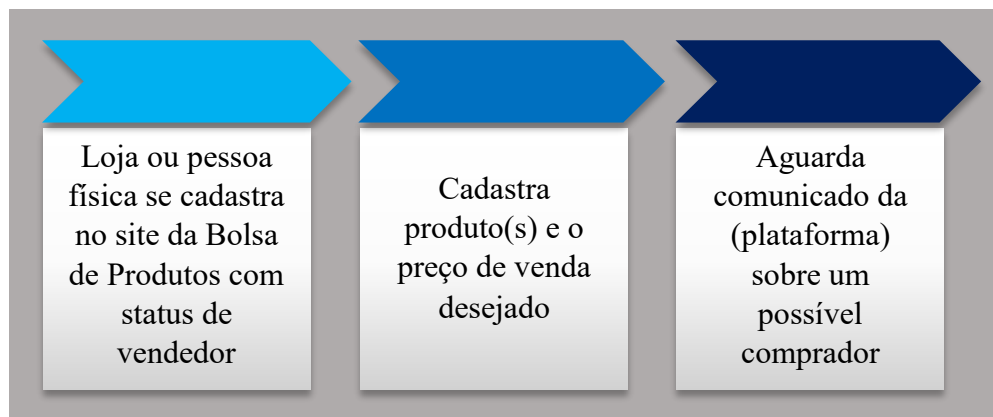 Loja ou pessoa
física se cadastra
no site da Bolsa
de Produtos com
status de
vendedor
Cadastra
produto(s) e o
preço de venda
desejado
Aguarda
comunicado da
(plataforma)
sobre um
possível
comprador